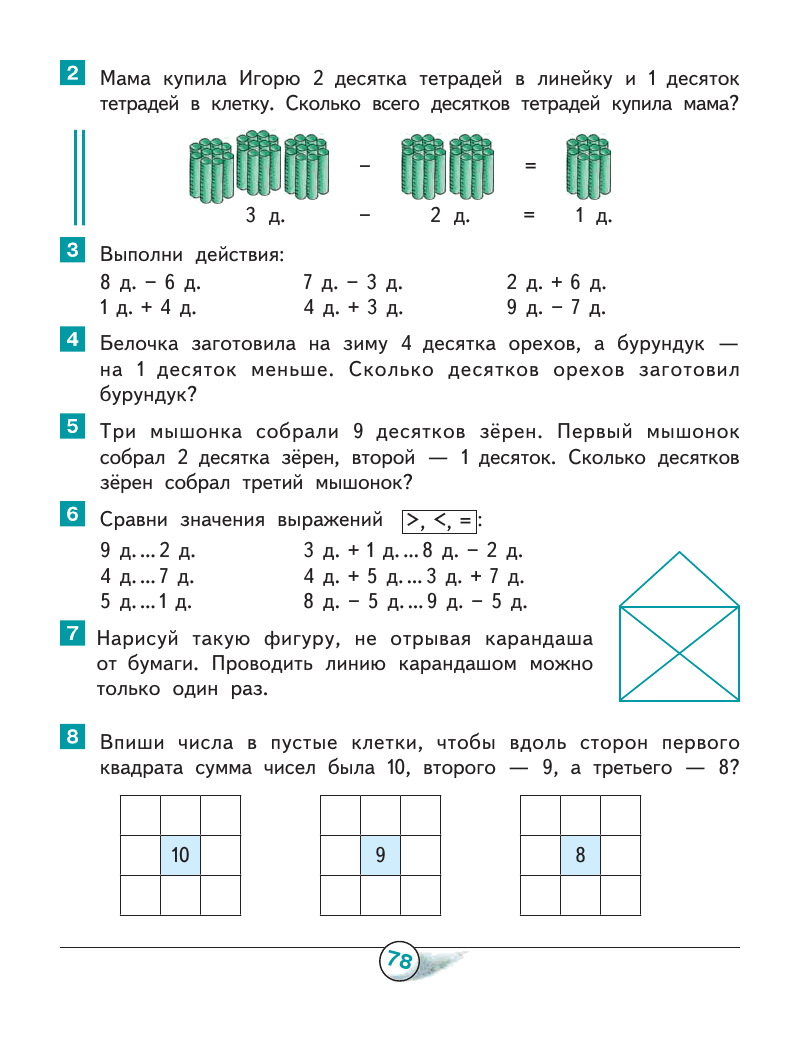 2 Мама купила Игорю 2 десятка тетрадей в линейку и 1 десяток
тетрадей в клетку. Сколько всего десятков тетрадей купила мама?
– =
3 д. – 2 д. = 1 д.
3 Выполни действия:
8 д. – 6 д. 7 д. – 3 д. 2 д. + 6 д.
1 д. + 4 д. 4 д. + 3 д. 9 д. – 7 д.
4 Белочка заготовила на зиму 4 десятка орехов, а бурундук —
на 1 десяток меньше. Сколько десятков орехов заготовил
бурундук?
5 Три мышонка собрали 9 десятков зёрен. Первый мышонок
собрал 2 десятка зёрен, второй — 1 десяток. Сколько десятков
зёрен собрал третий мышонок?
6 Сравни значения выражений >, <, = :
9 д. ... 2 д. 3 д. + 1 д. ... 8 д. – 2 д.
4 д. ... 7 д. 4 д. + 5 д. ... 3 д. + 7 д.
5 д. ... 1 д. 8 д. – 5 д. ... 9 д. – 5 д.
7 Нарисуй такую фигуру, не отрывая карандаша
от бумаги. Проводить линию карандашом можно
только один раз.
8 Впиши числа в пустые клетки, чтобы вдоль сторон первого
квадрата сумма чисел была 10, второго — 9, а третьего — 8?
10 9 8
78